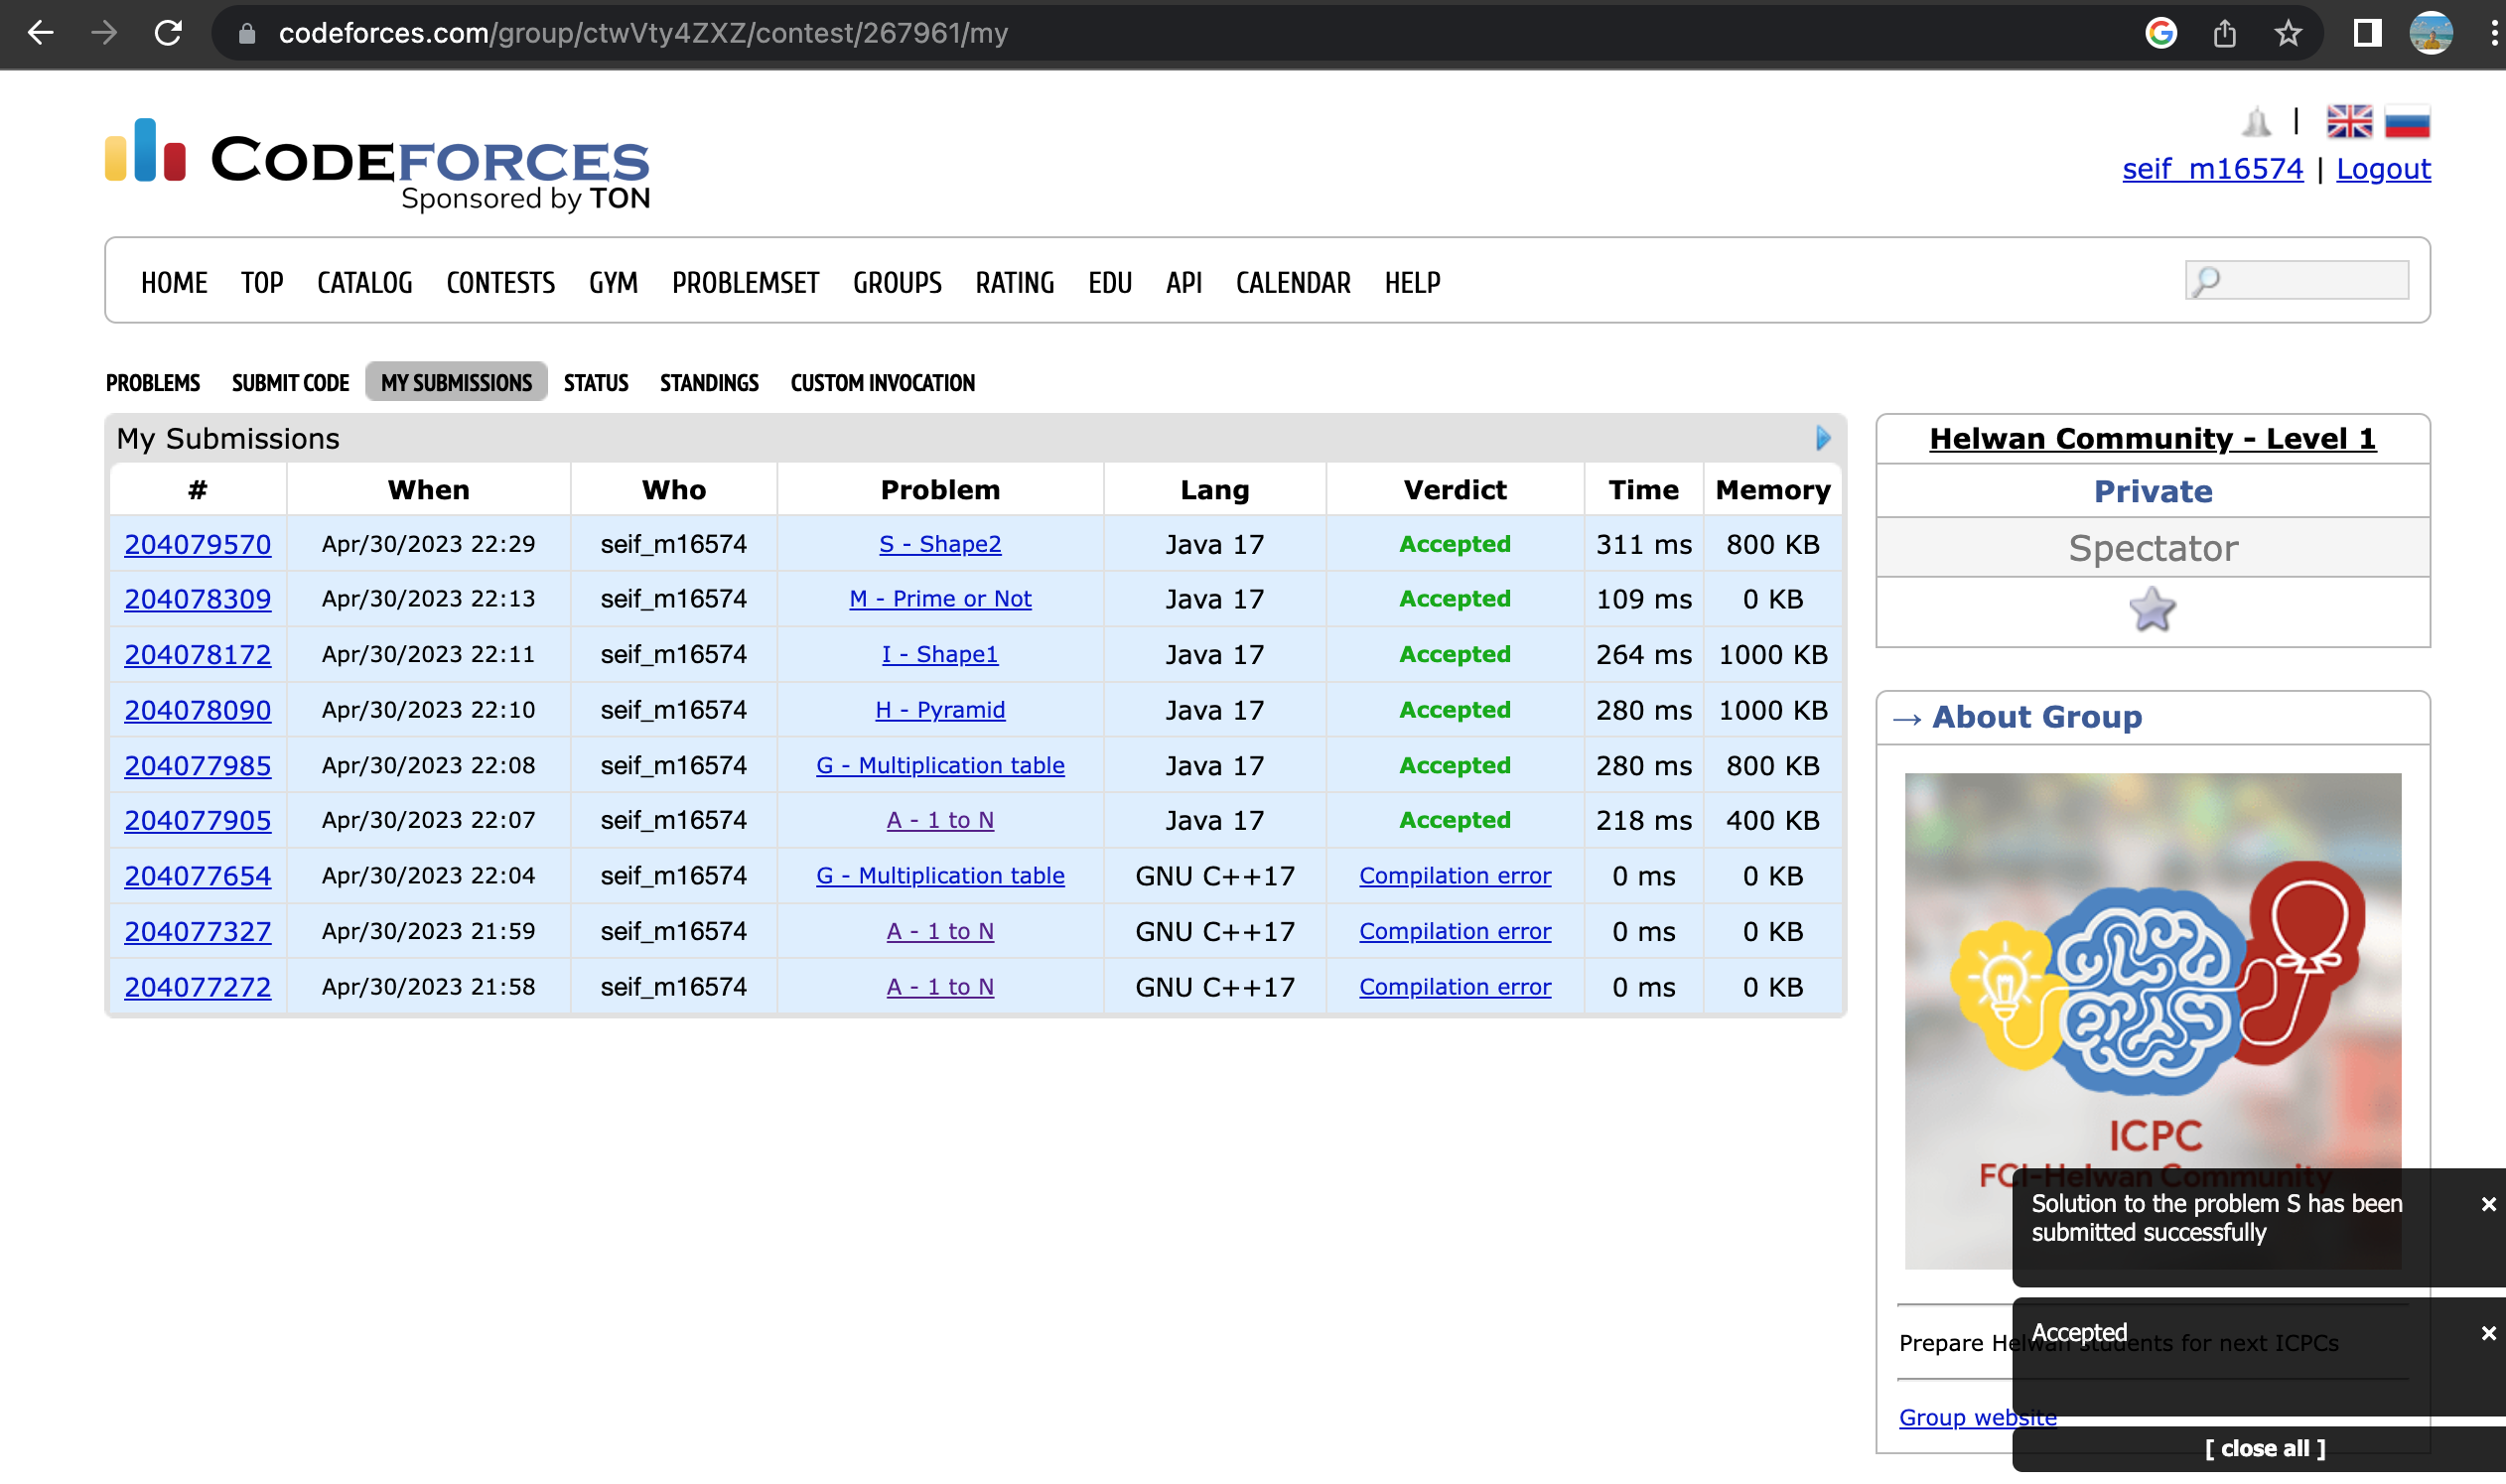 codeforces.com/group/ctwVty4ZXZ/contest/267961/my
CODEFORCES
Sponsored by TON
|
seif_m16574 | Logout
HOME TOP CATALOG CONTESTS GYM PROBLEMSET GROUPS RATING EDU API CALENDAR HELP
PROBLEMS SUBMIT CODE MY SUBMISSIONS STATUS STANDINGS CUSTOM INVOCATION
My Submissions
# When Who Problem Lang Verdict Time Memory
204079570 Apr/30/2023 22:29 seif_m16574 S - Shape2 Java 17 Accepted 311 ms 800 KB
204078309 Apr/30/2023 22:13 seif_m16574 M - Prime or Not Java 17 Accepted 109 ms 0 KB
204078172 Apr/30/2023 22:11 seif_m16574 I - Shape1 Java 17 Accepted 264 ms 1000 KB
204078090 Apr/30/2023 22:10 seif_m16574 H - Pyramid Java 17 Accepted 280 ms 1000 KB
204077985 Apr/30/2023 22:08 seif_m16574 G - Multiplication table Java 17 Accepted 280 ms 800 KB
204077905 Apr/30/2023 22:07 seif_m16574 A - 1 to N Java 17 Accepted 218 ms 400 KB
204077654 Apr/30/2023 22:04 seif_m16574 G - Multiplication table GNU C++17 Compilation error 0 ms 0 KB
204077327 Apr/30/2023 21:59 seif_m16574 A - 1 to N GNU C++17 Compilation error 0 ms 0 KB
204077272 Apr/30/2023 21:58 seif_m16574 A - 1 to N GNU C++17 Compilation error 0 ms 0 KB
Helwan Community - Level 1
Private
Spectator
→ About Group
ICPC
FCI-Helwan Community
Prepare Helwan students for next ICPCs
Group website
Solution to the problem S has been
submitted successfully
×
Accepted
×
[ close all ]